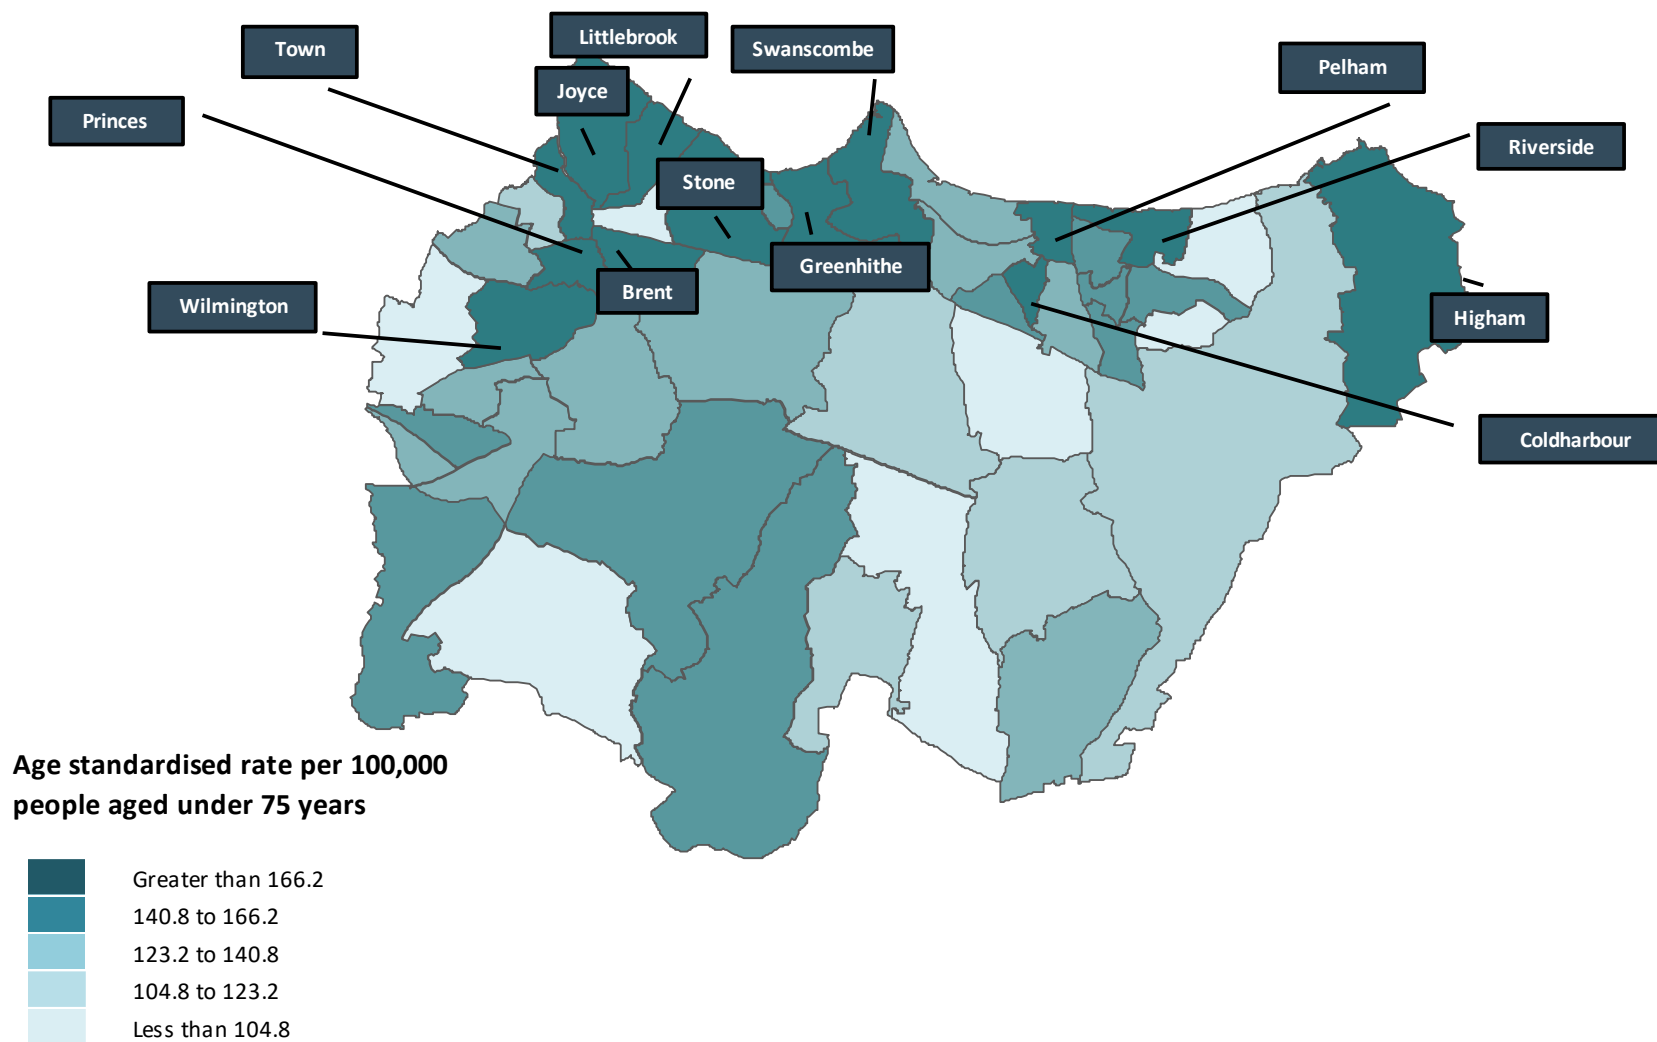 Littlebrook
Town
Swanscombe
Pelham
Joyce
Princes
Riverside
Stone
Greenhithe
Brent
Wilmington
Higham
Coldharbour
Age standardised rate per 100,000
people aged under 75 years
Greater than 166.2
140.8 to 166.2
123.2 to 140.8
104.8 to 123.2
Less than 104.8